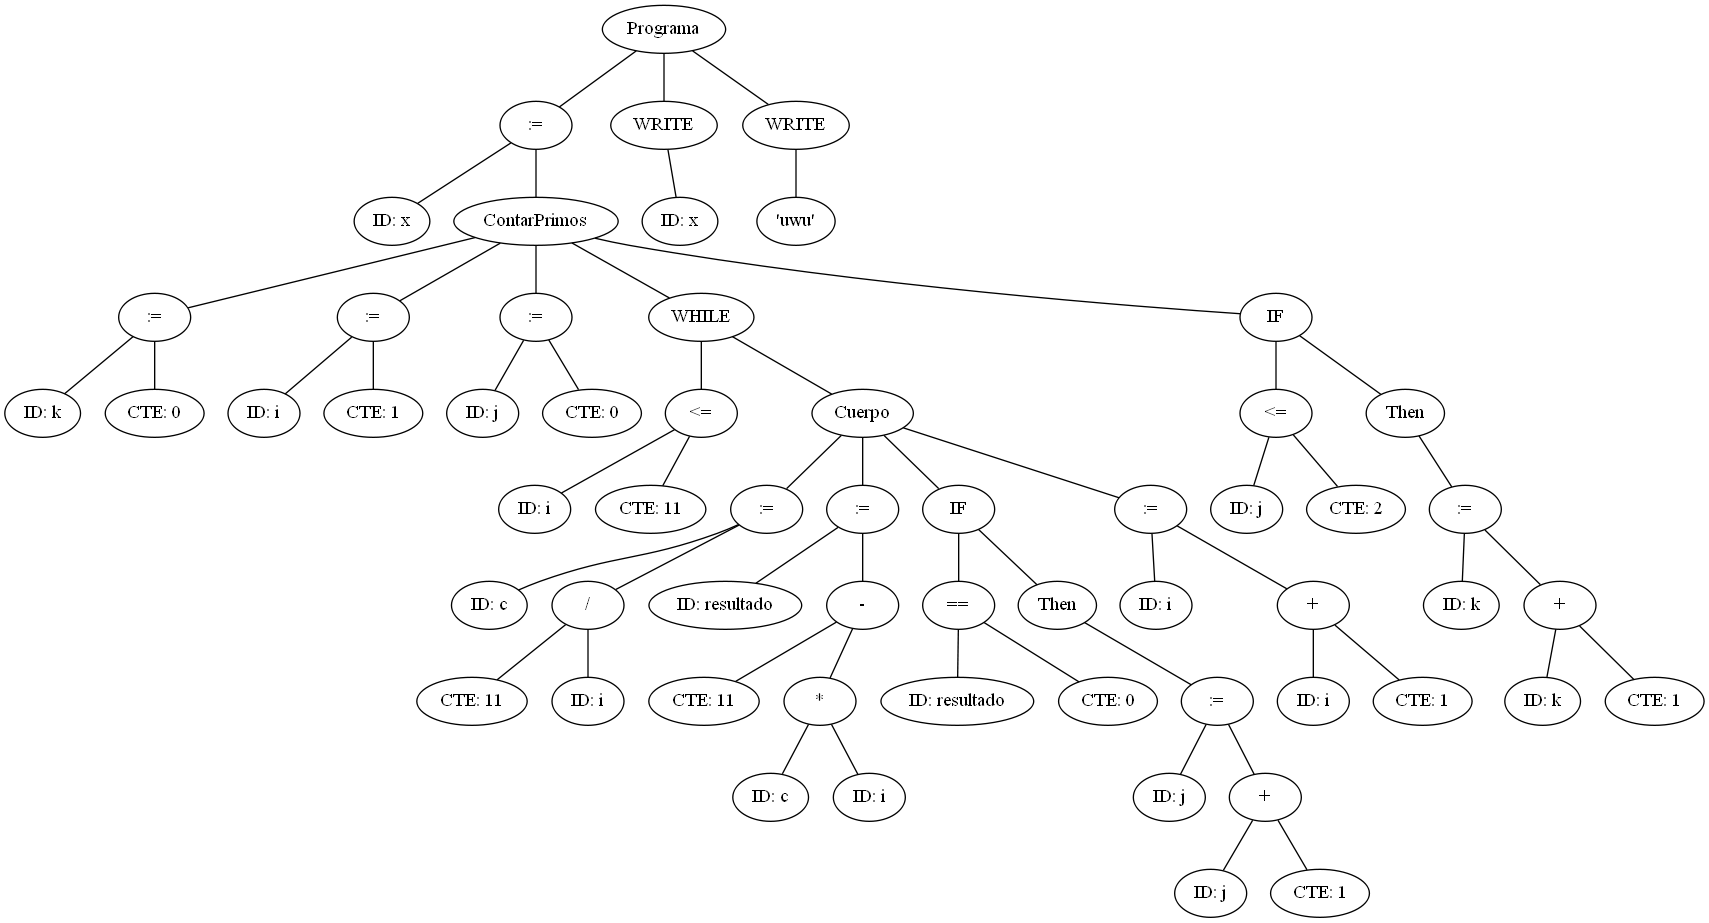 Programa
:= WRITE WRITE
ID: x ContarPrimos ID: x 'uwu'
:= := := WHILE IF
ID: k CTE: 0 ID: i CTE: 1 ID: j CTE: 0 <= Cuerpo <= Then
ID: i CTE: 11 := := IF := ID: j CTE: 2 :=
ID: c / ID: resultado - == Then ID: i + ID: k +
CTE: 11 ID: i CTE: 11 * ID: resultado CTE: 0 := ID: i CTE: 1 ID: k CTE: 1
ID: c ID: i ID: j +
ID: j CTE: 1